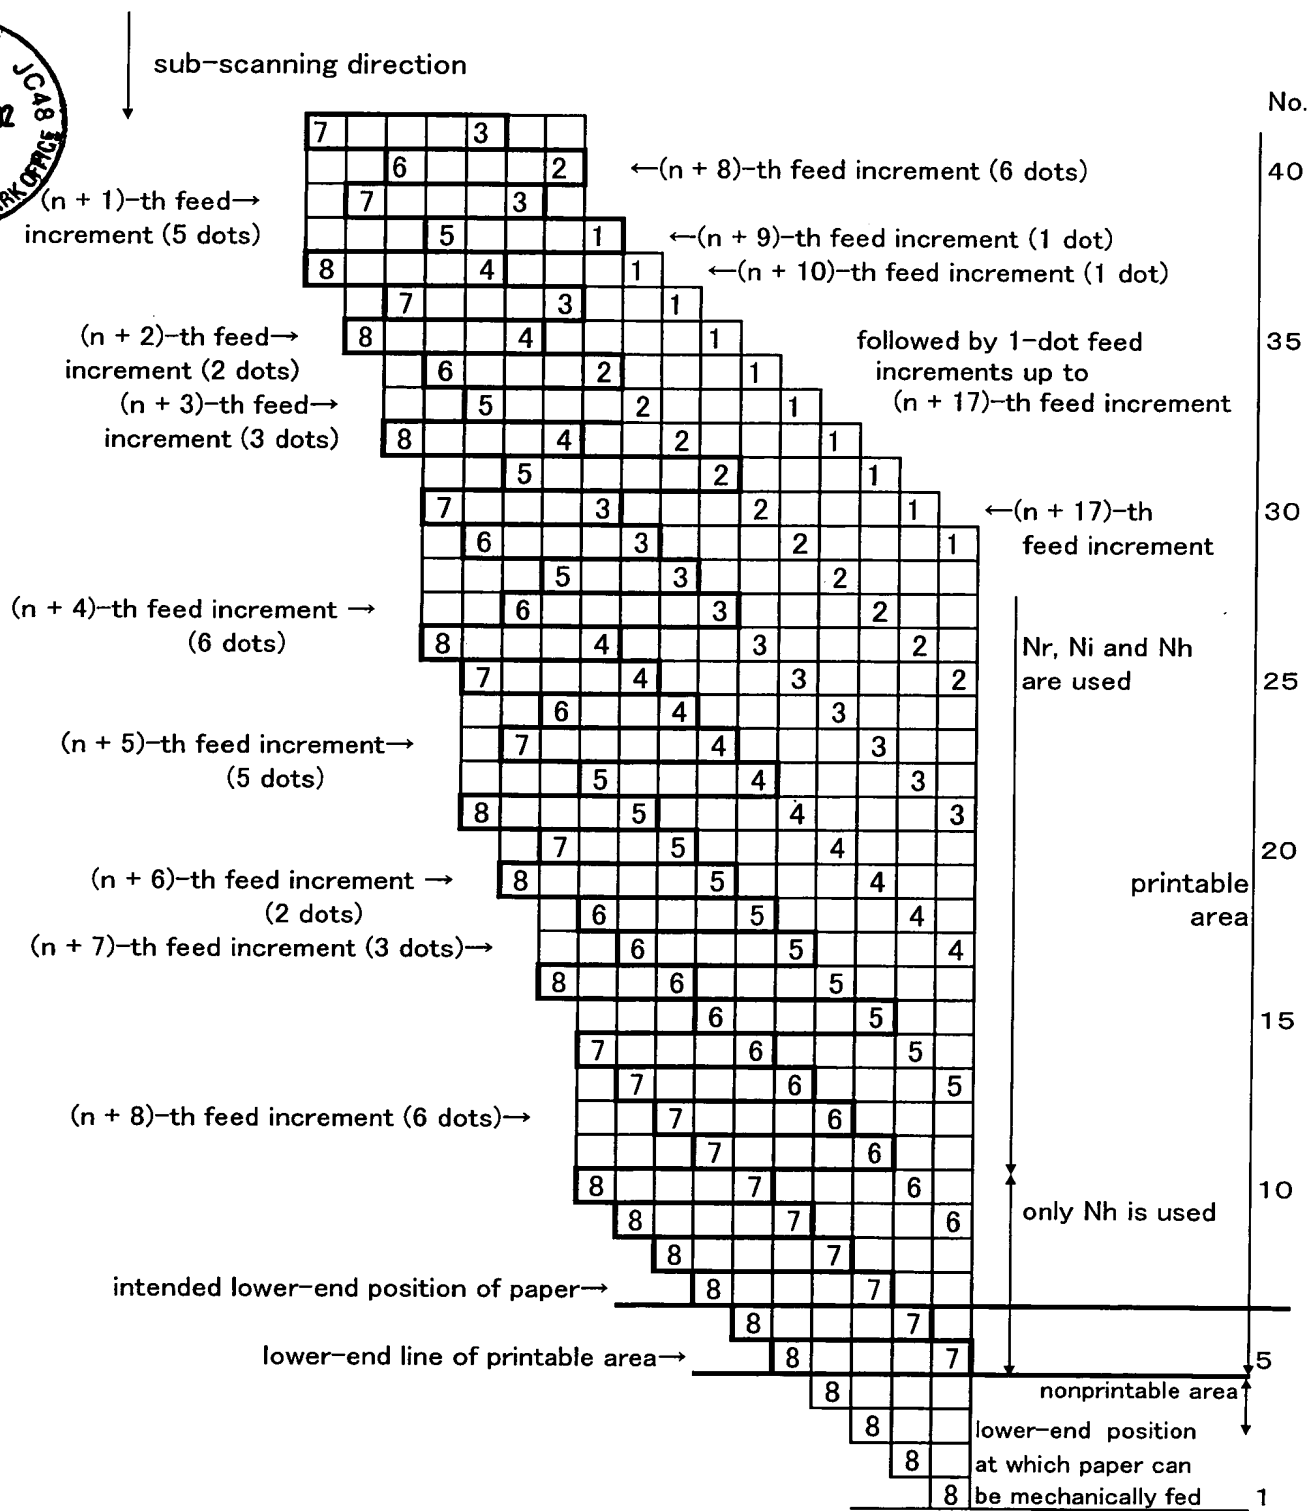 JC48
OFFICE
sub-scanning direction
No.
7 3
6 2 ←(n + 8)-th feed increment (6 dots) 40
(n + 1)-th feed→ 7 3
increment (5 dots) 5 1 ←(n + 9)-th feed increment (1 dot)
8 4 1 ←(n + 10)-th feed increment (1 dot)
7 3 1
(n + 2)-th feed→ 8 4 1 followed by 1-dot feed 35
increment (2 dots) 6 2 1 increments up to
(n + 3)-th feed→ 5 2 1 (n + 17)-th feed increment
increment (3 dots) 8 4 2 1
5 2 1
7 3 2 1 ←(n + 17)-th 30
6 3 2 1 feed increment
5 3 2
(n + 4)-th feed increment → 6 3 2
(6 dots) 8 4 3 2 Nr, Ni and Nh
7 4 3 2 are used 25
6 4 3
(n + 5)-th feed increment→ 7 4 3
(5 dots) 5 4 3
8 5 4 3
7 5 4 20
(n + 6)-th feed increment → 8 5 4 printable
(2 dots) 6 5 4 area
(n + 7)-th feed increment (3 dots)→ 6 5 4
8 6 5
6 5 15
7 6 5
7 6 5
(n + 8)-th feed increment (6 dots)→ 7 6
7 6
8 7 6 10
8 7 6 only Nh is used
8 7
intended lower-end position of paper→ 8 7
8 7
lower-end line of printable area→ 8 7 5
8 nonprintable area
8 lower-end position
8 at which paper can
8 be mechanically fed 1